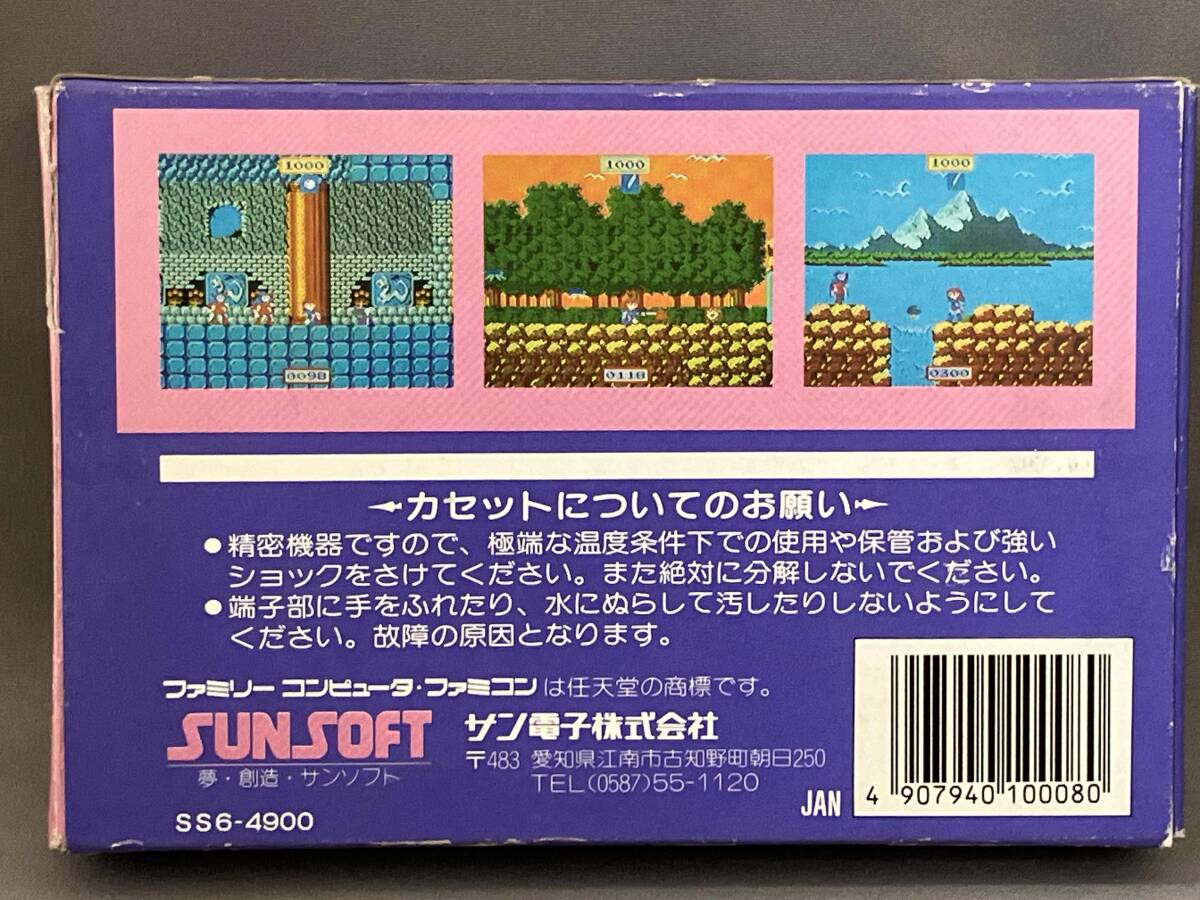 1000
1000
1000
0098
0118
0300
カセットについてのお願い
●精密機器ですので、極端な温度条件下での使用や保管および強い
ショックをさけてください。また絶対に分解しないでください。
●端子部に手をふれたり、水にぬらして汚したりしないようにして
ください。故障の原因となります。
ファミリー コンピュータ・ファミコン は任天堂の商標です。
SUNSOFT
夢・創造・サンソフト
サン電子株式会社
〒483 愛知県江南市古知野町朝日250
TEL(0587)55-1120
SS6-4900
JAN
4 907940 100080